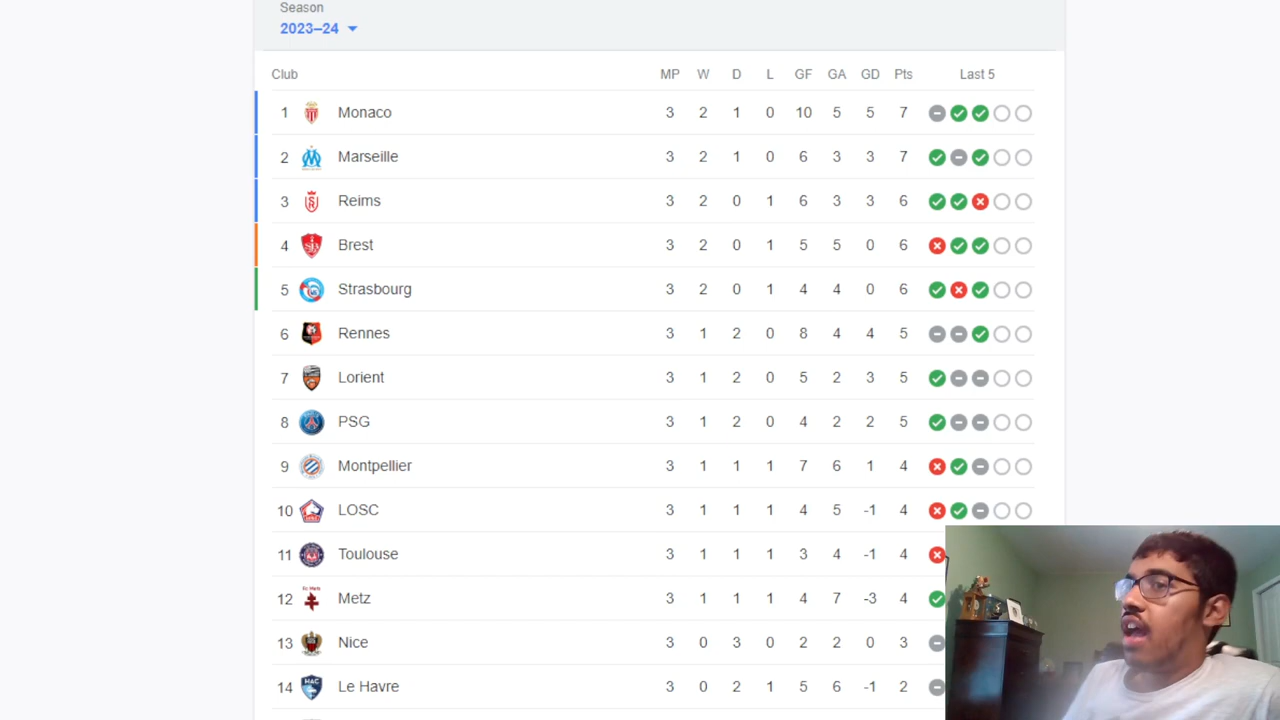 Season
2023–24
Club MP W D L GF GA GD Pts Last 5
1 Monaco 3 2 1 0 10 5 5 7
2 Marseille 3 2 1 0 6 3 3 7
3 Reims 3 2 0 1 6 3 3 6
4 Brest 3 2 0 1 5 5 0 6
5 Strasbourg 3 2 0 1 4 4 0 6
6 Rennes 3 1 2 0 8 4 4 5
7 Lorient 3 1 2 0 5 2 3 5
8 PSG 3 1 2 0 4 2 2 5
9 Montpellier 3 1 1 1 7 6 1 4
10 LOSC 3 1 1 1 4 5 -1 4
11 Toulouse 3 1 1 1 3 4 -1 4
12 Metz 3 1 1 1 4 7 -3 4
13 Nice 3 0 3 0 2 2 0 3
14 Le Havre 3 0 2 1 5 6 -1 2